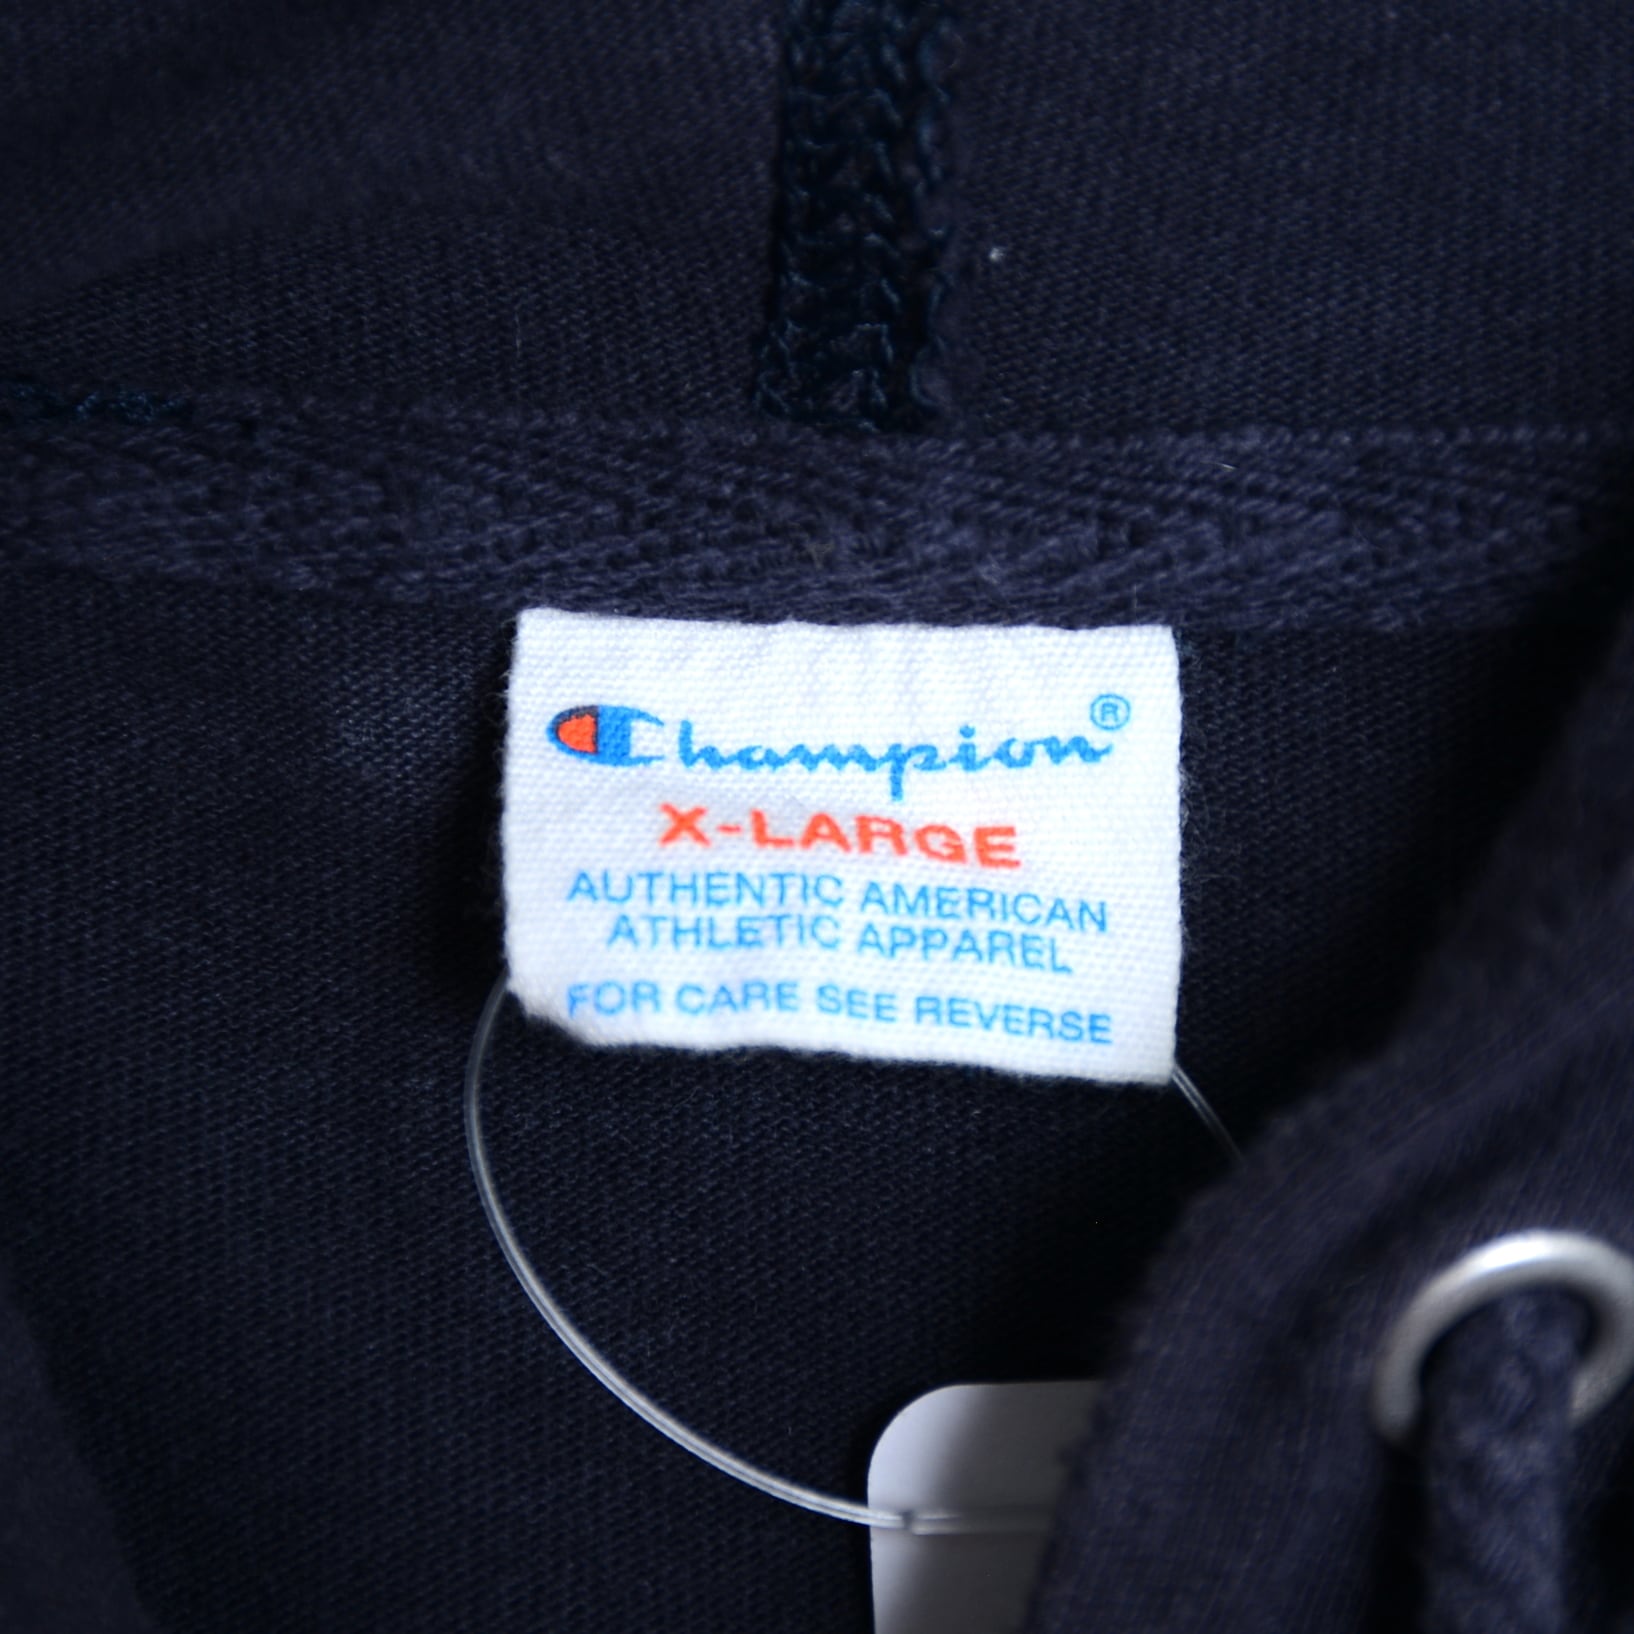 Champion®
X-LARGE
AUTHENTIC AMERICAN
ATHLETIC APPAREL
FOR CARE SEE REVERSE